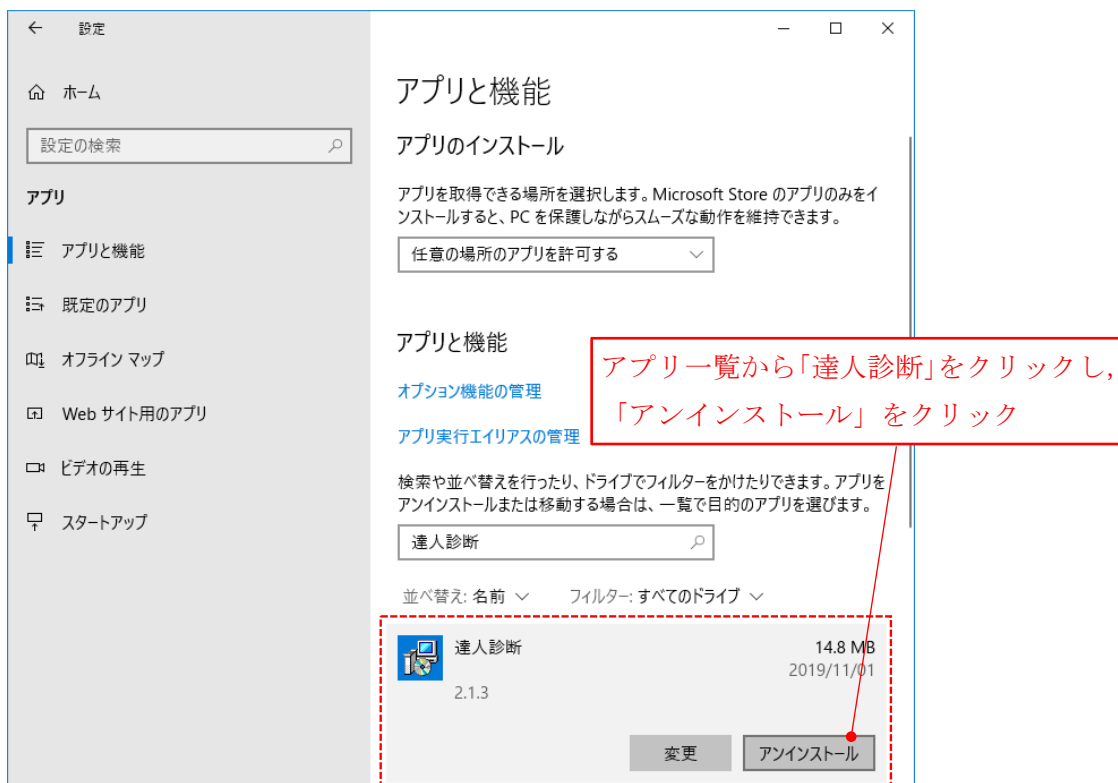 設定
ホーム
設定の検索
アプリ
アプリと機能
既定のアプリ
オフライン マップ
Web サイト用のアプリ
ビデオの再生
スタートアップ
アプリと機能
アプリのインストール
アプリを取得できる場所を選択します。Microsoft Store のアプリのみをイ
ンストールすると、PC を保護しながらスムーズな動作を維持できます。
任意の場所のアプリを許可する
アプリと機能
オプション機能の管理
アプリ実行エイリアスの管理
アプリ一覧から「達人診断」をクリックし,
「アンインストール」をクリック
検索や並べ替えを行ったり、ドライブでフィルターをかけたりできます。アプリを
アンインストールまたは移動する場合は、一覧で目的のアプリを選びます。
達人診断
並べ替え: 名前 フィルター: すべてのドライブ
達人診断 14.8 MB
2019/11/01
2.1.3
変更 アンインストール